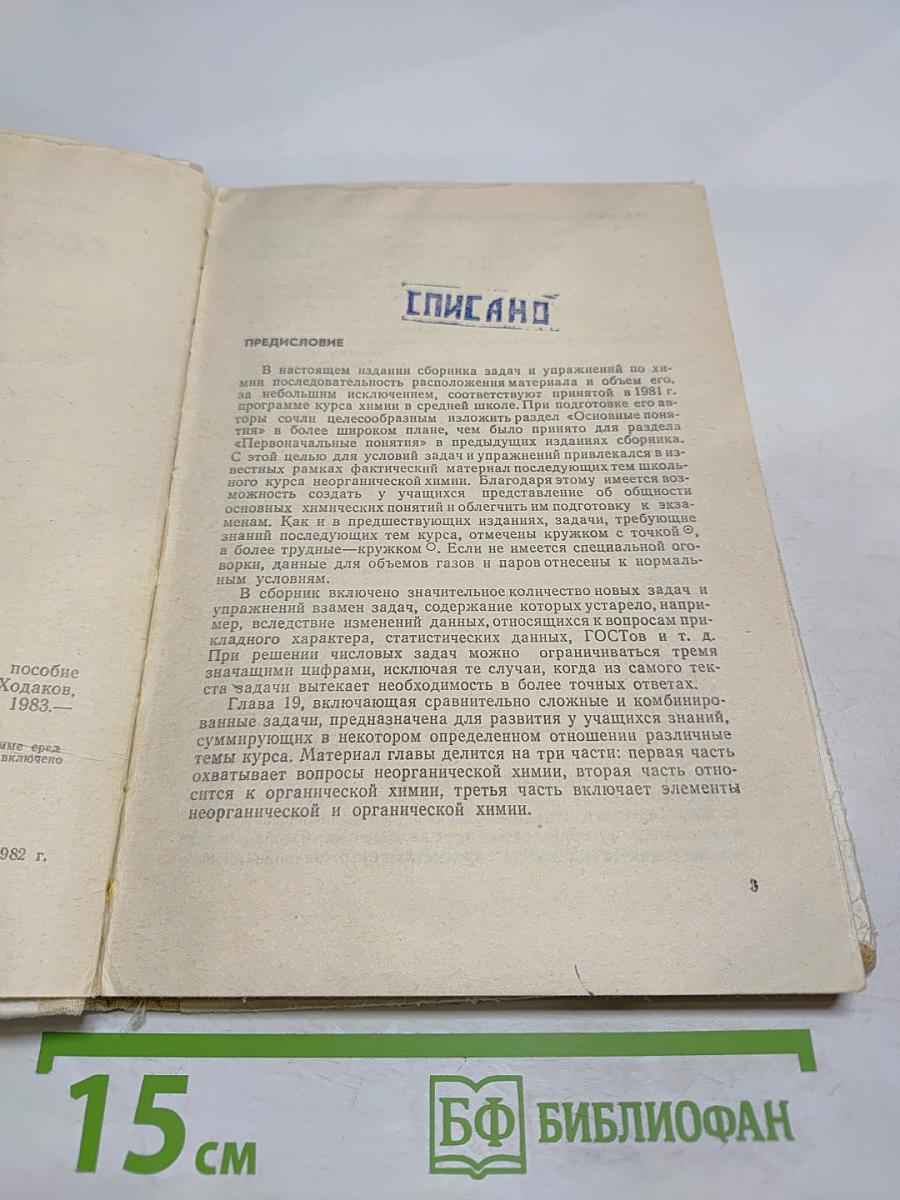 пособие
Ходаков,
1983.—
включено
982 г.
СПИСАНО
ПРЕДИСЛОВИЕ
В настоящем издании сборника задач и упражнений по хи-
мии последовательность расположения материала и объем его,
за небольшим исключением, соответствуют принятой в 1981 г.
программе курса химии в средней школе. При подготовке его ав-
торы сочли целесообразным изложить раздел «Основные поня-
тия» в более широком плане, чем было принято для раздела
«Первоначальные понятия» в предыдущих изданиях сборника.
С этой целью для условий задач и упражнений привлекался в из-
вестных рамках фактический материал последующих тем школь-
ного курса неорганической химии. Благодаря этому имеется воз-
можность создать у учащихся представление об общности
основных химических понятий и облегчить им подготовку к экза-
менам. Как и в предшествующих изданиях, задачи, требующие
знаний последующих тем курса, отмечены кружком с точкой ⊙,
а более трудные—кружком ○. Если не имеется специальной ого-
ворки, данные для объемов газов и паров отнесены к нормаль-
ным условиям.
В сборник включено значительное количество новых задач и
упражнений взамен задач, содержание которых устарело, напри-
мер, вследствие изменений данных, относящихся к вопросам при-
кладного характера, статистических данных, ГОСТов и т. д.
При решении числовых задач можно ограничиваться тремя
значащими цифрами, исключая те случаи, когда из самого тек-
ста задачи вытекает необходимость в более точных ответах.
Глава 19, включающая сравнительно сложные и комбиниро-
ванные задачи, предназначена для развития у учащихся знаний,
суммирующих в некотором определенном отношении различные
темы курса. Материал главы делится на три части: первая часть
охватывает вопросы неорганической химии, вторая часть отно-
сится к органической химии, третья часть включает элементы
неорганической и органической химии.
3
15 см
БФ БИБЛИОФАН